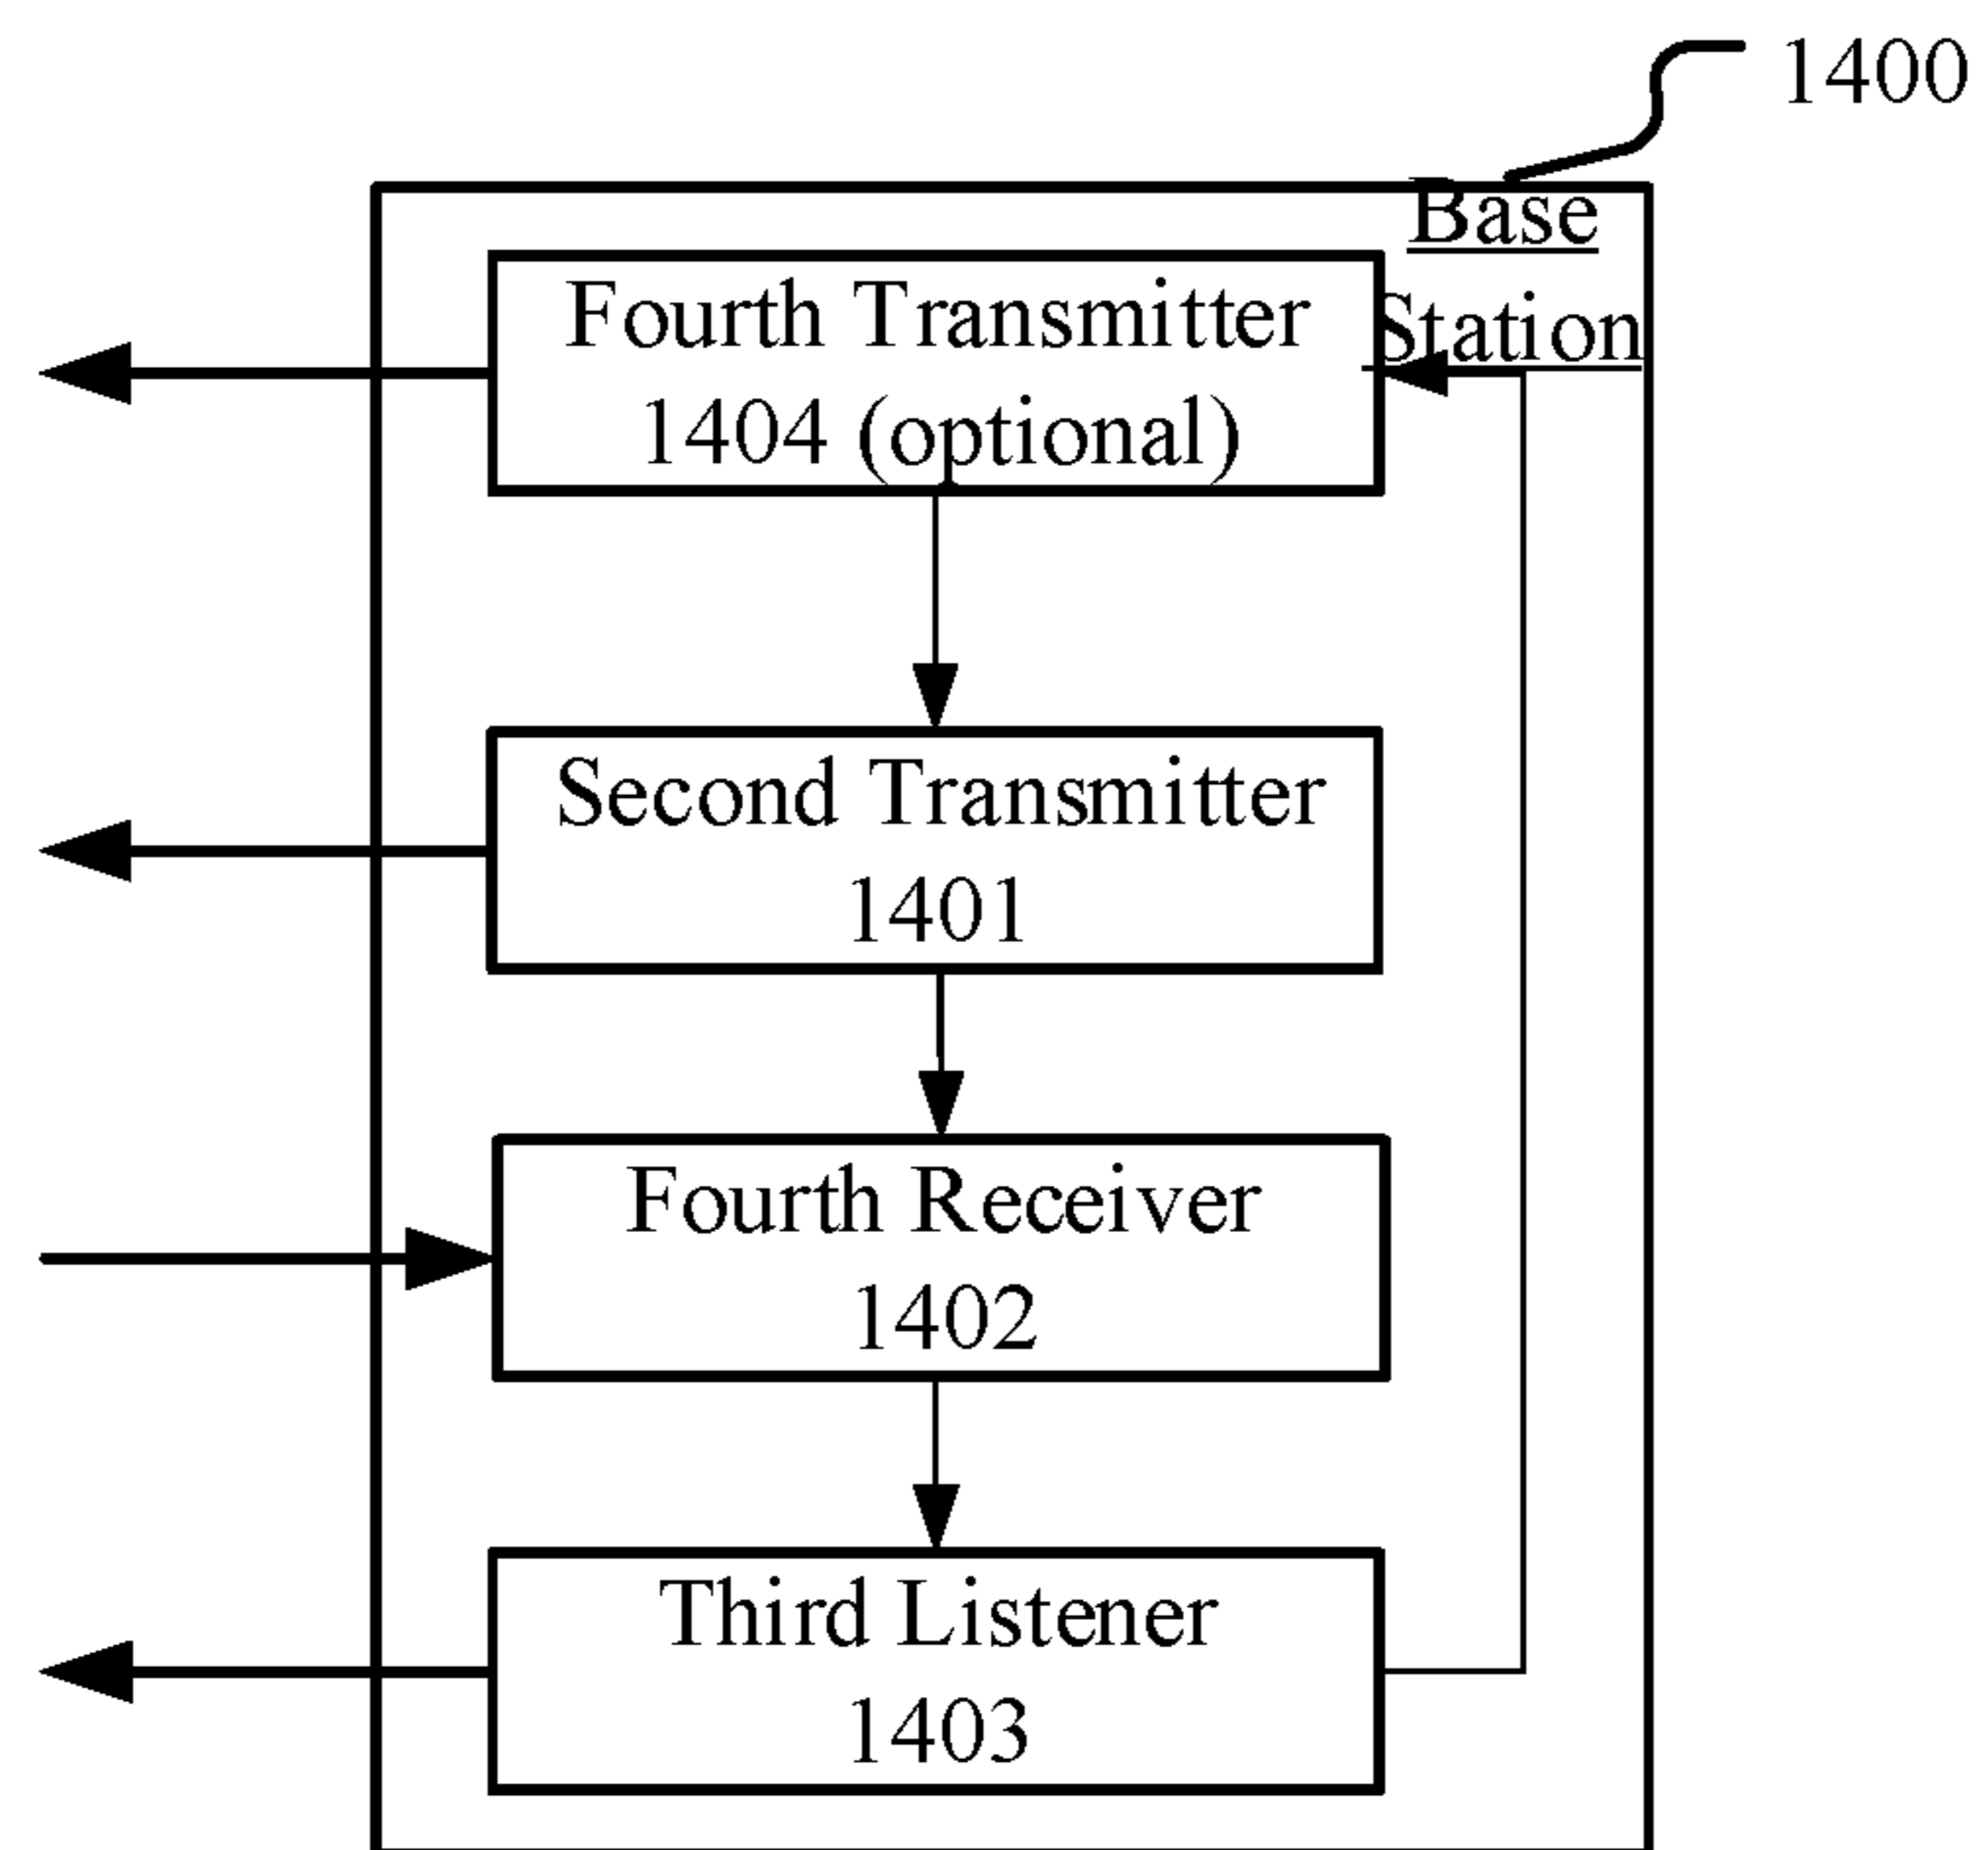 1400
Base
Station
Fourth Transmitter
1404 (optional)
Second Transmitter
1401
Fourth Receiver
1402
Third Listener
1403